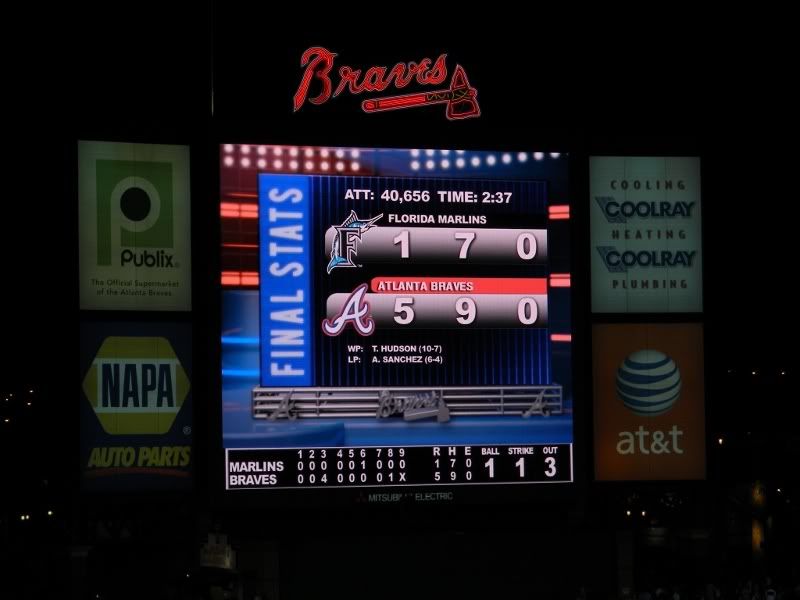 Braves
P
Publix
The Official Supermarket
of the Atlanta Braves
NAPA
®
AUTO PARTS
FINAL STATS
ATT: 40,656 TIME: 2:37
FLORIDA MARLINS
F
1 7 0
ATLANTA BRAVES
A
5 9 0
WP: T. HUDSON (10-7)
LP: A. SANCHEZ (6-4)
Braves
1 2 3 4 5 6 7 8 9 R H E BALL STRIKE OUT
MARLINS 0 0 0 0 0 1 0 0 0 1 7 0 1 1 3
BRAVES 0 0 4 0 0 0 0 1 X 5 9 0
MITSUBISHI ELECTRIC
COOLING
COOLRAY
HEATING
COOLRAY
PLUMBING
at&t